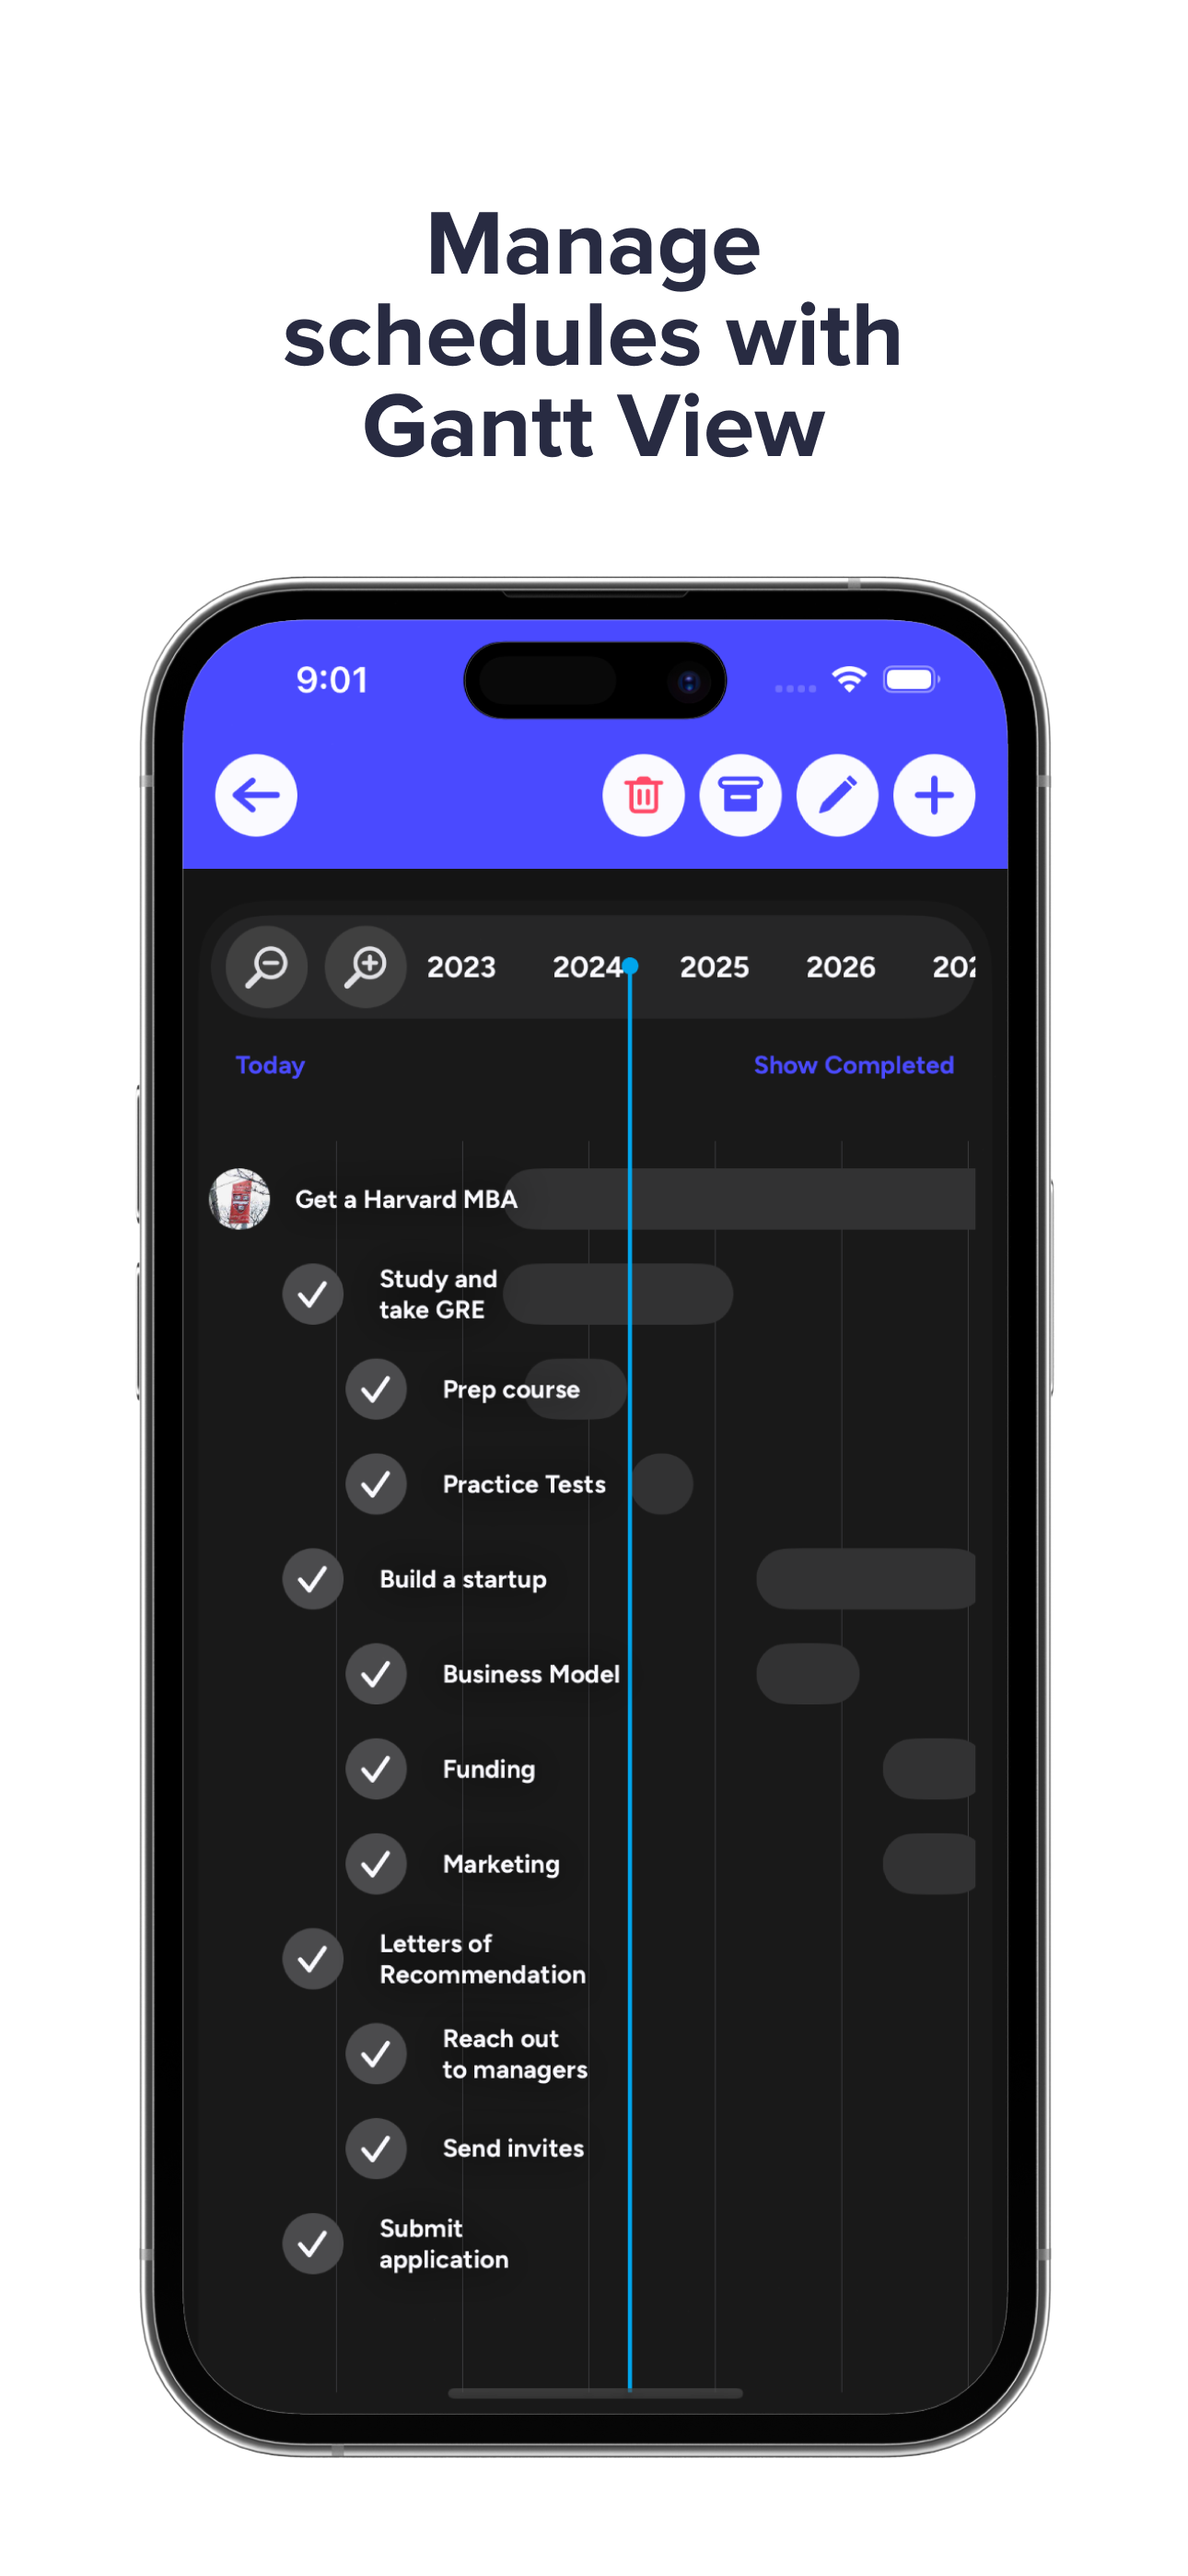 Manage
schedules with
Gantt View
9:01
2023 2024 2025 2026
Today Show Completed
Get a Harvard MBA
Study and
take GRE
Prep course
Practice Tests
Build a startup
Business Model
Funding
Marketing
Letters of
Recommendation
Reach out
to managers
Send invites
Submit
application